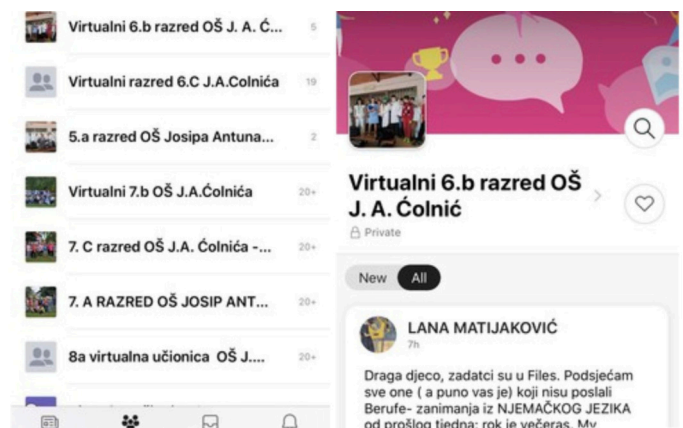 Virtualni 6.b razred OŠ J. A. Ć...
5
Virtualni razred 6.C J.A.Colnića
19
5.a razred OŠ Josipa Antuna...
2
Virtualni 7.b OŠ J.A.Ćolnića
20+
7. C razred OŠ J.A. Ćolnića -...
20+
7. A RAZRED OŠ JOSIP ANT...
20+
8a virtualna učionica OŠ J....
20+
Virtualni 6.b razred OŠ
J. A. Ćolnić
Private
New
All
LANA MATIJAKOVIĆ
7h
Draga djeco, zadatci su u Files. Podsjećam
sve one ( a puno vas je) koji nisu poslali
Berufe- zanimanja iz NJEMAČKOG JEZIKA
od prošlog tjedna; rok je večeras. My